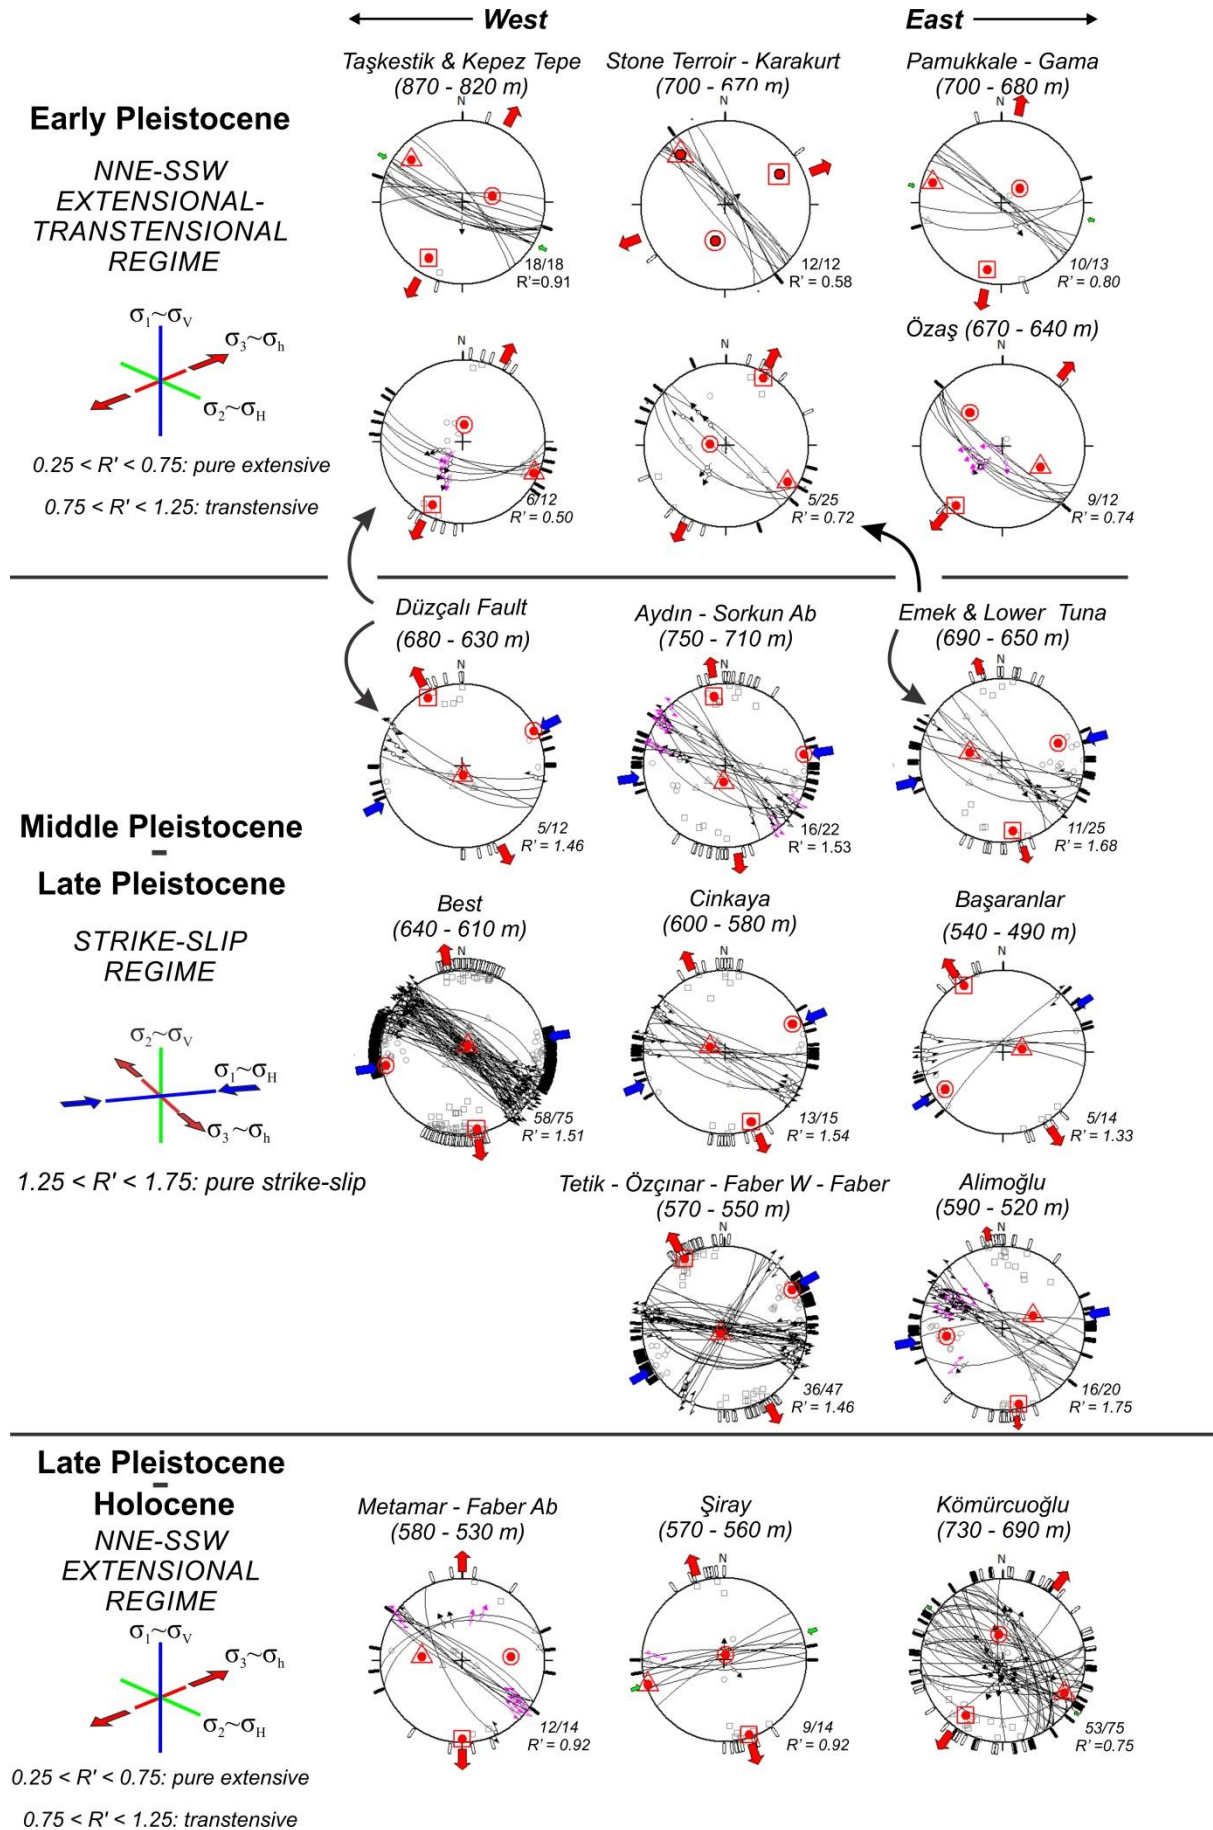 West
East
Taşkestik & Kepez Tepe
(870 - 820 m)
Stone Terroir - Karakurt
(700 - 670 m)
Pamukkale - Gama
(700 - 680 m)
Early Pleistocene
NNE-SSW
EXTENSIONAL-
TRANSTENSIONAL
REGIME
N
18/18
R'=0.91
N
12/12
R' = 0.58
N
10/13
R' = 0.80
σ1~σV
σ3~σh
σ2~σH
0.25 < R' < 0.75: pure extensive
0.75 < R' < 1.25: transtensive
Özaş (670 - 640 m)
N
6/12
R' = 0.50
N
5/25
R' = 0.72
N
9/12
R' = 0.74
Düzçalı Fault
(680 - 630 m)
Aydın - Sorkun Ab
(750 - 710 m)
Emek & Lower Tuna
(690 - 650 m)
N
5/12
R' = 1.46
N
16/22
R' = 1.53
N
11/25
R' = 1.68
Middle Pleistocene
-
Late Pleistocene
STRIKE-SLIP
REGIME
σ2~σV
σ1~σH
σ3~σh
1.25 < R' < 1.75: pure strike-slip
Best
(640 - 610 m)
Cinkaya
(600 - 580 m)
Başaranlar
(540 - 490 m)
N
58/75
R' = 1.51
N
13/15
R' = 1.54
N
5/14
R' = 1.33
Tetik - Özçınar - Faber W - Faber
(570 - 550 m)
Alimoğlu
(590 - 520 m)
N
36/47
R' = 1.46
N
16/20
R' = 1.75
Late Pleistocene
-
Holocene
NNE-SSW
EXTENSIONAL
REGIME
σ1~σV
σ3~σh
σ2~σH
0.25 < R' < 0.75: pure extensive
0.75 < R' < 1.25: transtensive
Metamar - Faber Ab
(580 - 530 m)
Şiray
(570 - 560 m)
Kömürcuoğlu
(730 - 690 m)
12/14
R' = 0.92
N
9/14
R' = 0.92
N
53/75
R' =0.75